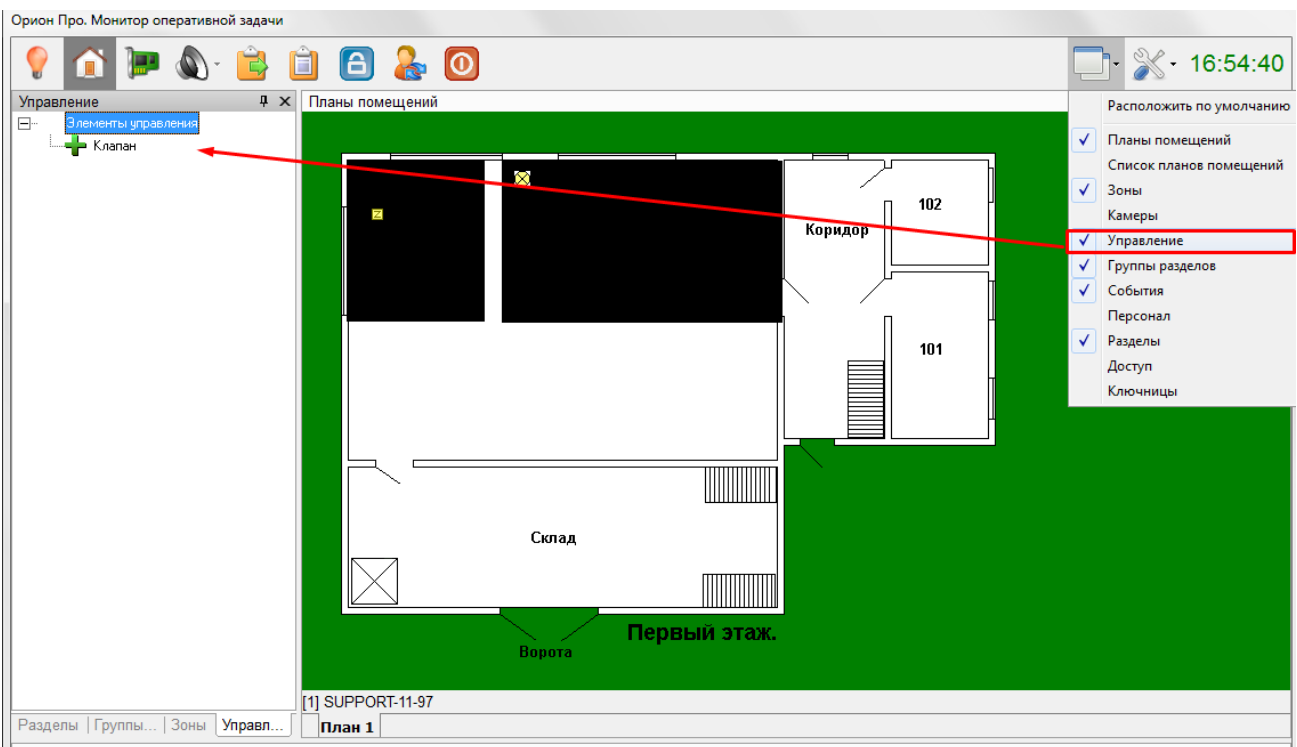 Орион Про. Монитор оперативной задачи
16:54:40
Управление
Элементы управления
Клапан
Планы помещений
Расположить по умолчанию
Планы помещений
Список планов помещений
Зоны
Камеры
Управление
Группы разделов
События
Персонал
Разделы
Доступ
Ключницы
Z
102
Коридор
101
Склад
Первый этаж.
Ворота
[1] SUPPORT-11-97
Разделы Группы... Зоны Управл...
План 1